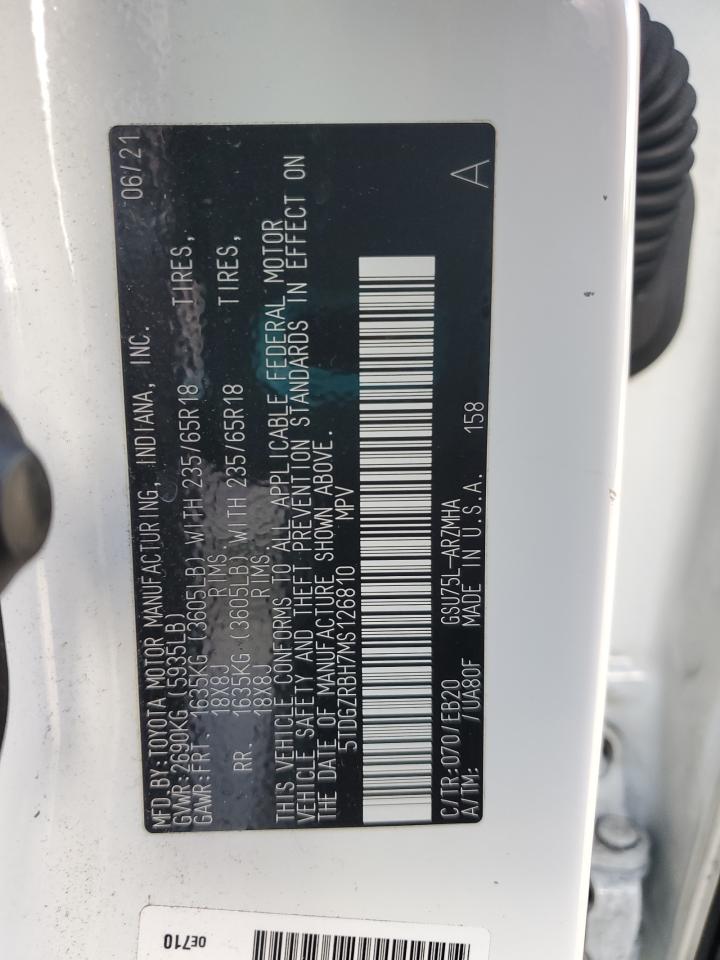 MFD.BY:TOYOTA MOTOR MANUFACTURING, INDIANA, INC. 06/21
GVWR:2690KG (5935LB)
GAWR:FRT. 1635KG (3605LB) WITH 235/65R18 TIRES,
18X8J RIMS
RR. 1635KG (3605LB) WITH 235/65R18 TIRES,
18X8J RIMS
THIS VEHICLE CONFORMS TO ALL APPLICABLE FEDERAL MOTOR
VEHICLE SAFETY AND THEFT PREVENTION STANDARDS IN EFFECT ON
THE DATE OF MANUFACTURE SHOWN ABOVE.
5TDGZRBH7MS126810 MPV
A
C/TR:070/EB20 GSU75L-ARZMHA
A/TM: /UA80F MADE IN U.S.A. 158
0E710